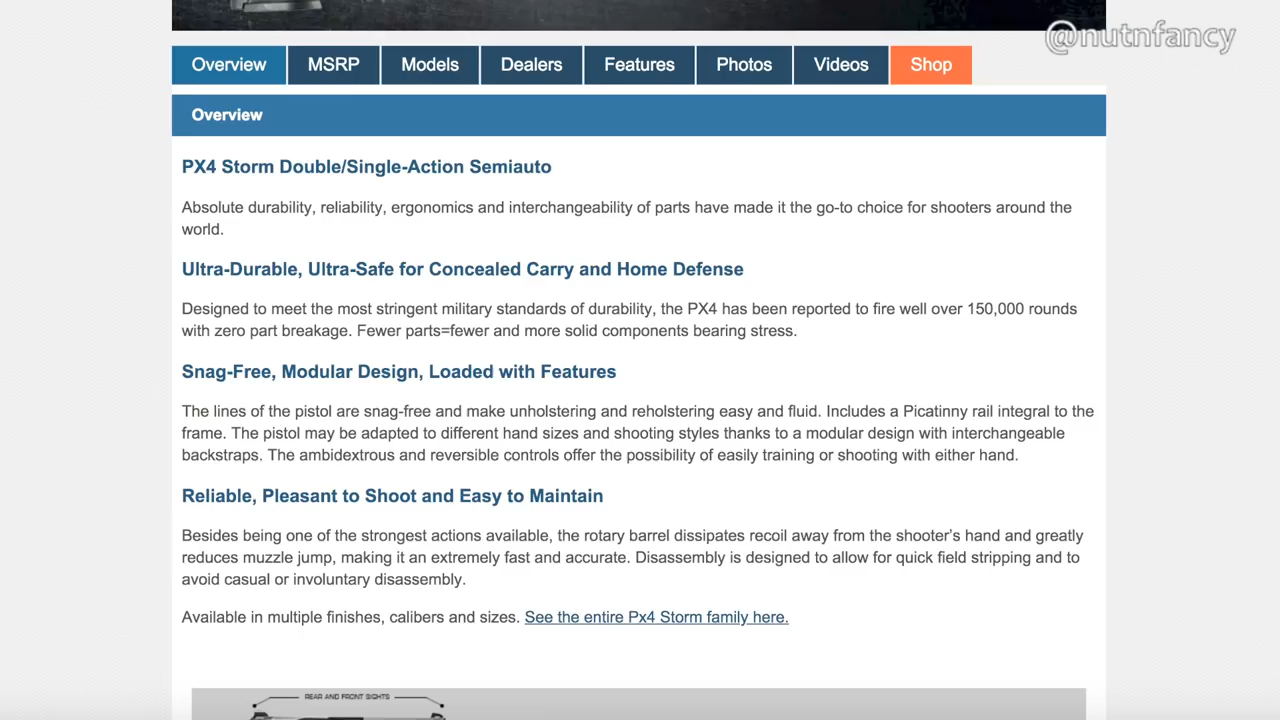 @nutnfancy
Overview MSRP Models Dealers Features Photos Videos Shop
Overview
PX4 Storm Double/Single-Action Semiauto
Absolute durability, reliability, ergonomics and interchangeability of parts have made it the go-to choice for shooters around the
world.
Ultra-Durable, Ultra-Safe for Concealed Carry and Home Defense
Designed to meet the most stringent military standards of durability, the PX4 has been reported to fire well over 150,000 rounds
with zero part breakage. Fewer parts=fewer and more solid components bearing stress.
Snag-Free, Modular Design, Loaded with Features
The lines of the pistol are snag-free and make unholstering and reholstering easy and fluid. Includes a Picatinny rail integral to the
frame. The pistol may be adapted to different hand sizes and shooting styles thanks to a modular design with interchangeable
backstraps. The ambidextrous and reversible controls offer the possibility of easily training or shooting with either hand.
Reliable, Pleasant to Shoot and Easy to Maintain
Besides being one of the strongest actions available, the rotary barrel dissipates recoil away from the shooter’s hand and greatly
reduces muzzle jump, making it an extremely fast and accurate. Disassembly is designed to allow for quick field stripping and to
avoid casual or involuntary disassembly.
Available in multiple finishes, calibers and sizes. See the entire Px4 Storm family here.
REAR AND FRONT SIGHTS